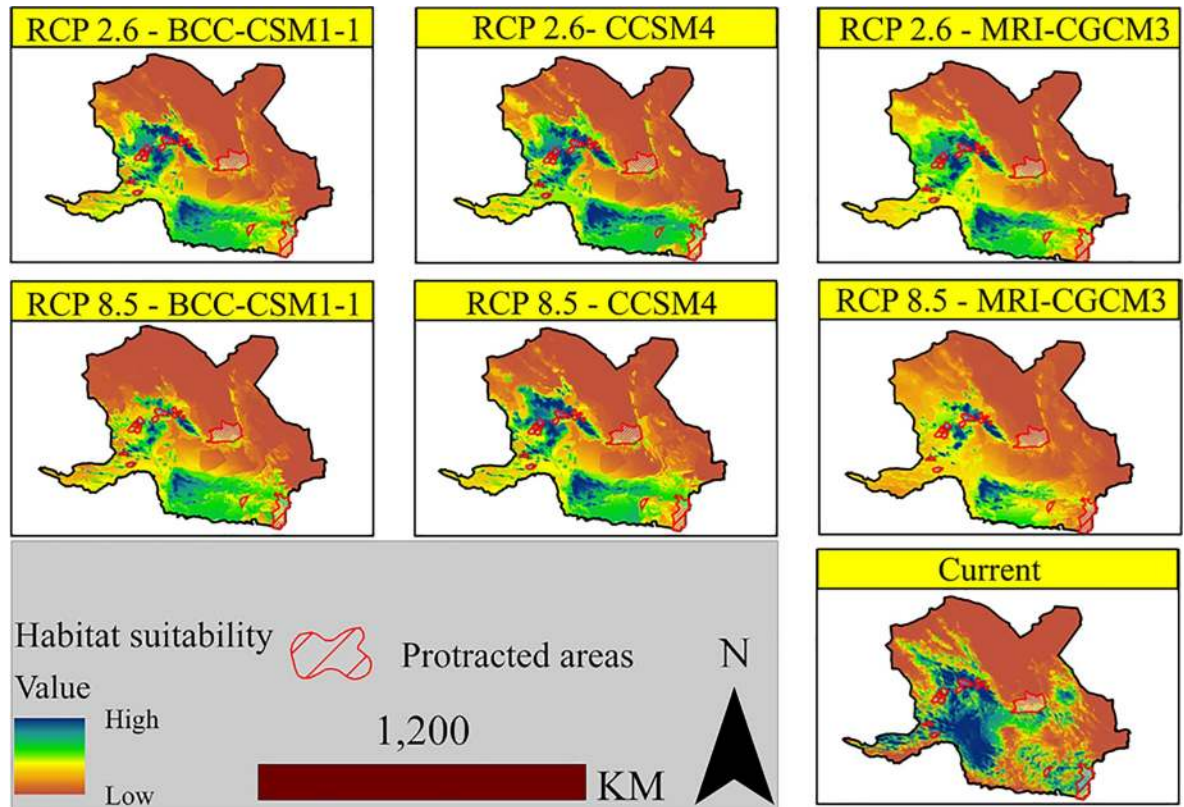 RCP 2.6 - BCC-CSM1-1
RCP 2.6- CCSM4
RCP 2.6 - MRI-CGCM3
RCP 8.5 - BCC-CSM1-1
RCP 8.5 - CCSM4
RCP 8.5 - MRI-CGCM3
Current
Habitat suitability
Value
High
Low
Protracted areas
1,200
KM
N